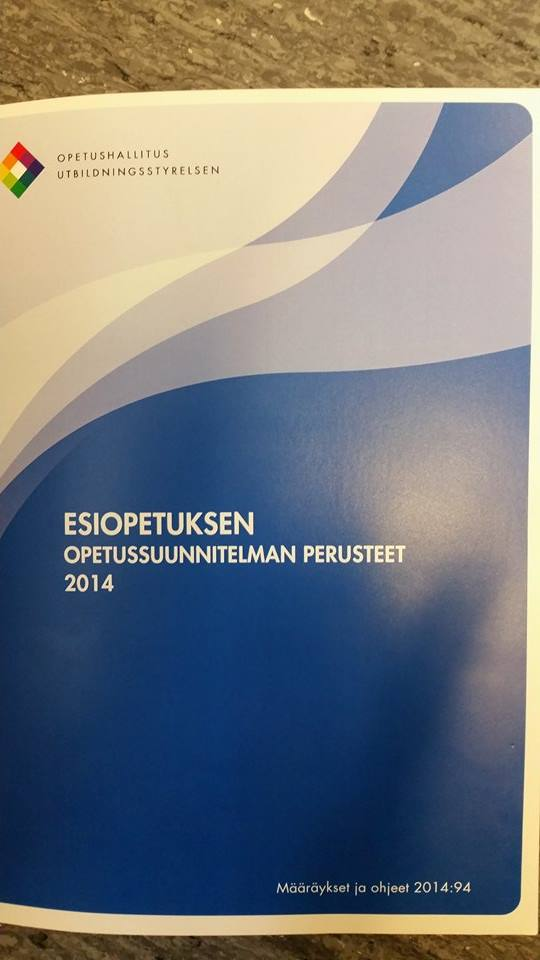 OPETUSHALLITUS
UTBILDNINGSSTYRELSEN
ESIOPETUKSEN
OPETUSSUUNNITELMAN PERUSTEET
2014
Määräykset ja ohjeet 2014:94